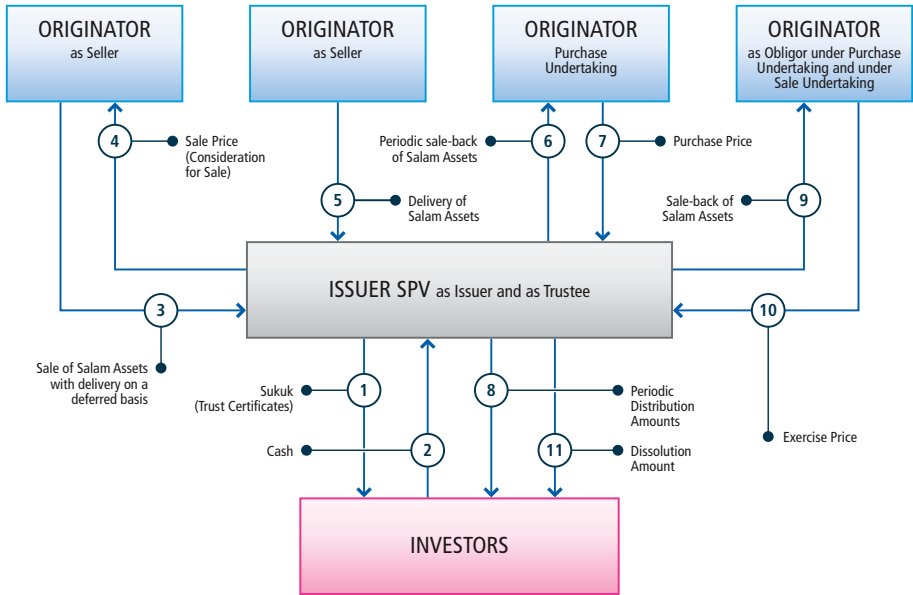 ORIGINATOR
as Seller
ORIGINATOR
as Seller
ORIGINATOR
Purchase
Undertaking
ORIGINATOR
as Obligor under Purchase
Undertaking and under
Sale Undertaking
4
Sale Price
(Consideration
for Sale)
5
Delivery of
Salam Assets
Periodic sale-back
of Salam Assets
6
7
Purchase Price
Sale-back of
Salam Assets
9
ISSUER SPV as Issuer and as Trustee
3
Sale of Salam Assets
with delivery on a
deferred basis
10
Exercise Price
Sukuk
(Trust Certificates)
1
Cash
2
8
Periodic
Distribution
Amounts
11
Dissolution
Amount
INVESTORS